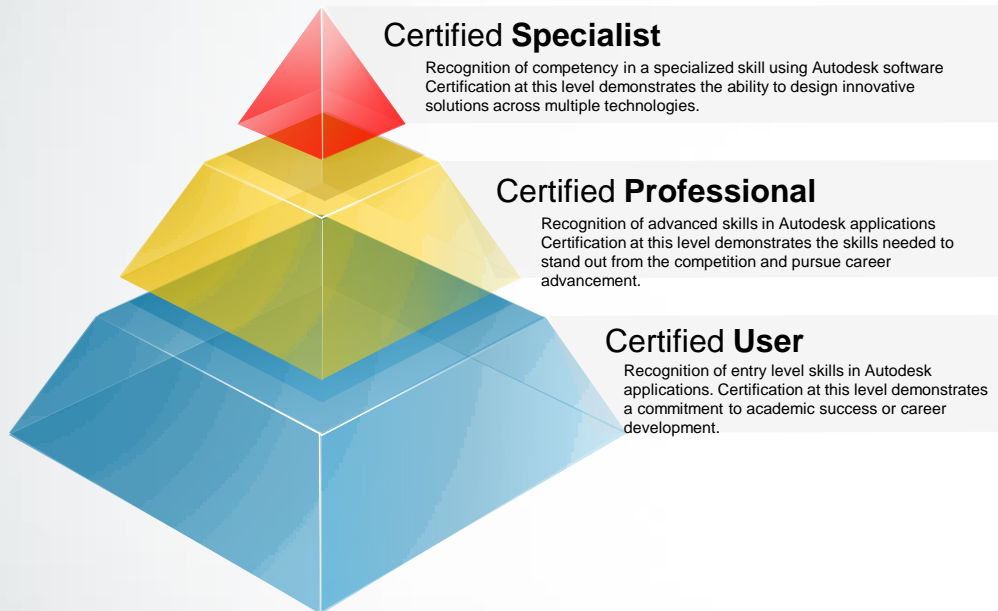 Certified Specialist
Recognition of competency in a specialized skill using Autodesk software
Certification at this level demonstrates the ability to design innovative
solutions across multiple technologies.
Certified Professional
Recognition of advanced skills in Autodesk applications
Certification at this level demonstrates the skills needed to
stand out from the competition and pursue career
advancement.
Certified User
Recognition of entry level skills in Autodesk
applications. Certification at this level demonstrates
a commitment to academic success or career
development.